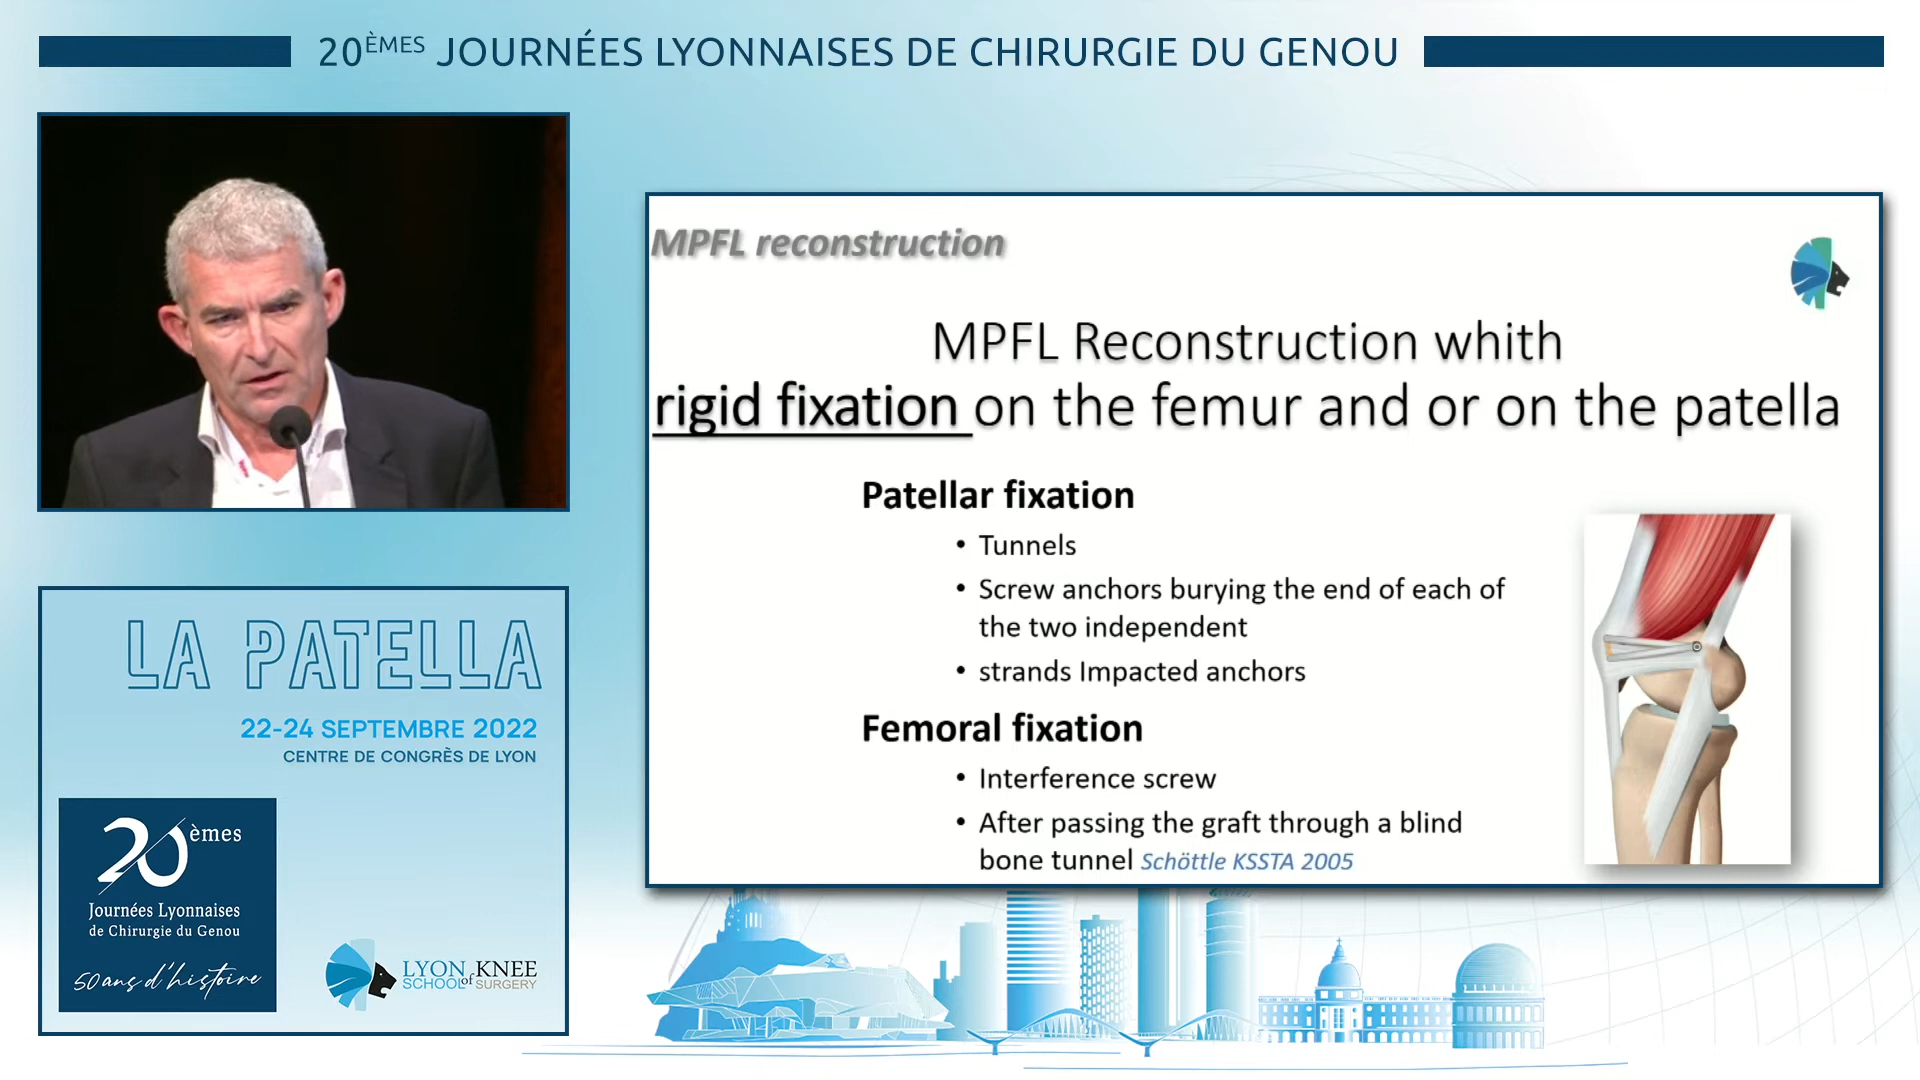 20ÈMES JOURNÉES LYONNAISES DE CHIRURGIE DU GENOU
MPFL reconstruction
MPFL Reconstruction whith
rigid fixation on the femur and or on the patella
Patellar fixation
• Tunnels
• Screw anchors burying the end of each of
the two independent
• strands Impacted anchors
Femoral fixation
• Interference screw
• After passing the graft through a blind
bone tunnel Schöttle KSSTA 2005
LA PATELLA
22-24 SEPTEMBRE 2022
CENTRE DE CONGRÈS DE LYON
20èmes
Journées Lyonnaises
de Chirurgie du Genou
50 ans d'histoire
LYON KNEE
SCHOOL of SURGERY